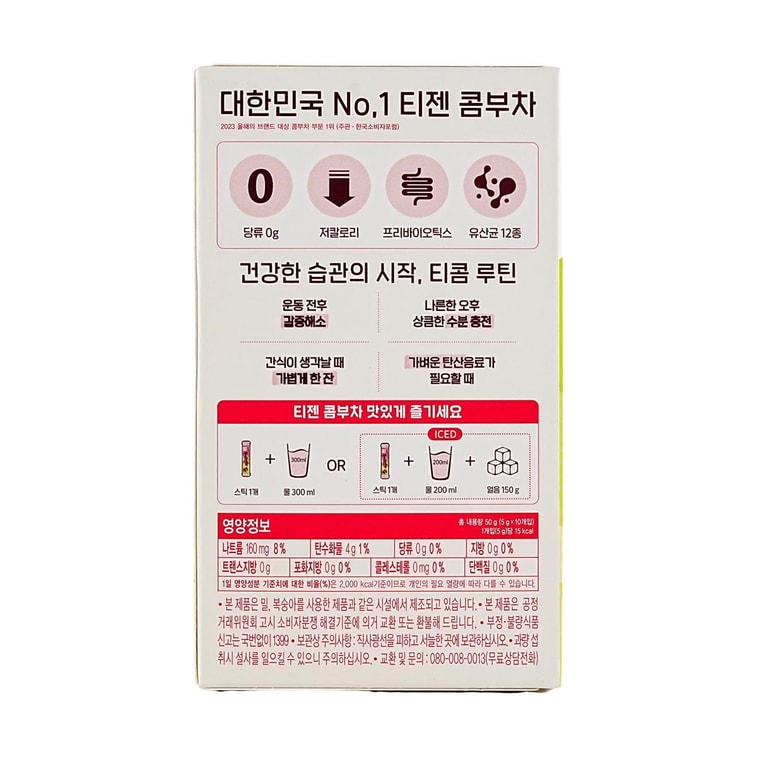 대한민국 No,1 티젠 콤부차
2023 올해의 브랜드 대상 콤부차 부문 1위 (주관 · 한국소비자포럼)
0
당류 0g 저칼로리 프리바이오틱스 유산균 12종
건강한 습관의 시작, 티콤 루틴
운동 전후
갈증해소
나른한 오후
상큼한 수분 충전
간식이 생각날 때
가볍게 한 잔
가벼운 탄산음료가
필요할 때
티젠 콤부차 맛있게 즐기세요
스틱 1개
+
300ml
물 300 ml
OR
ICED
스틱 1개
+
200ml
물 200 ml
+
얼음 150 g
영양정보
총 내용량 50 g (5 g×10개입)
1개입(5 g)당 15 kcal
나트륨 160 mg 8% 탄수화물 4 g 1% 당류 0 g 0% 지방 0 g 0%
트랜스지방 0 g 포화지방 0 g 0% 콜레스테롤 0 mg 0% 단백질 0 g 0%
1일 영양성분 기준치에 대한 비율(%)은 2,000 kcal기준이므로 개인의 필요 열량에 따라 다를 수 있습니다.
• 본 제품은 밀, 복숭아를 사용한 제품과 같은 시설에서 제조되고 있습니다. • 본 제품은 공정
거래위원회 고시 소비자분쟁 해결기준에 의거 교환 또는 환불해 드립니다. • 부정·불량식품
신고는 국번없이 1399 • 보관상 주의사항 : 직사광선을 피하고 서늘한 곳에 보관하십시오. • 과량 섭
취시 설사를 일으킬 수 있으니 주의하십시오. • 교환 및 문의 : 080-008-0013(무료상담전화)